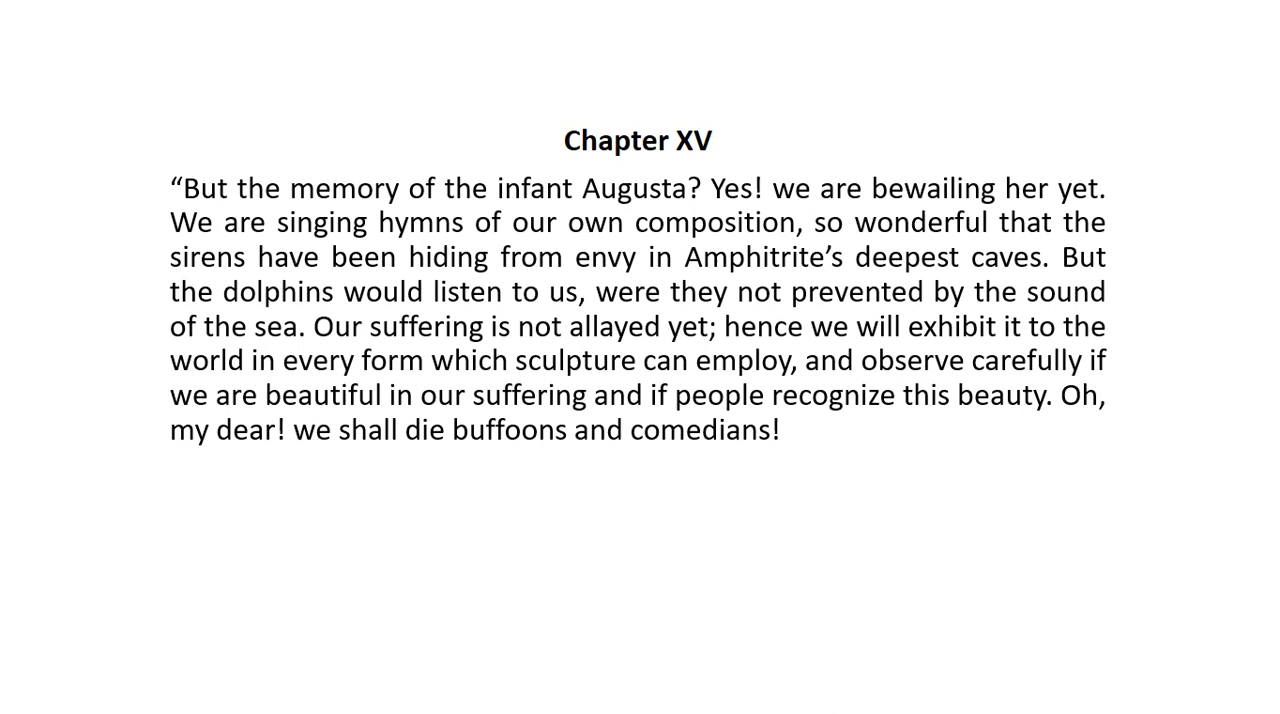 Chapter XV
“But the memory of the infant Augusta? Yes! we are bewailing her yet.
We are singing hymns of our own composition, so wonderful that the
sirens have been hiding from envy in Amphitrite’s deepest caves. But
the dolphins would listen to us, were they not prevented by the sound
of the sea. Our suffering is not allayed yet; hence we will exhibit it to the
world in every form which sculpture can employ, and observe carefully if
we are beautiful in our suffering and if people recognize this beauty. Oh,
my dear! we shall die buffoons and comedians!